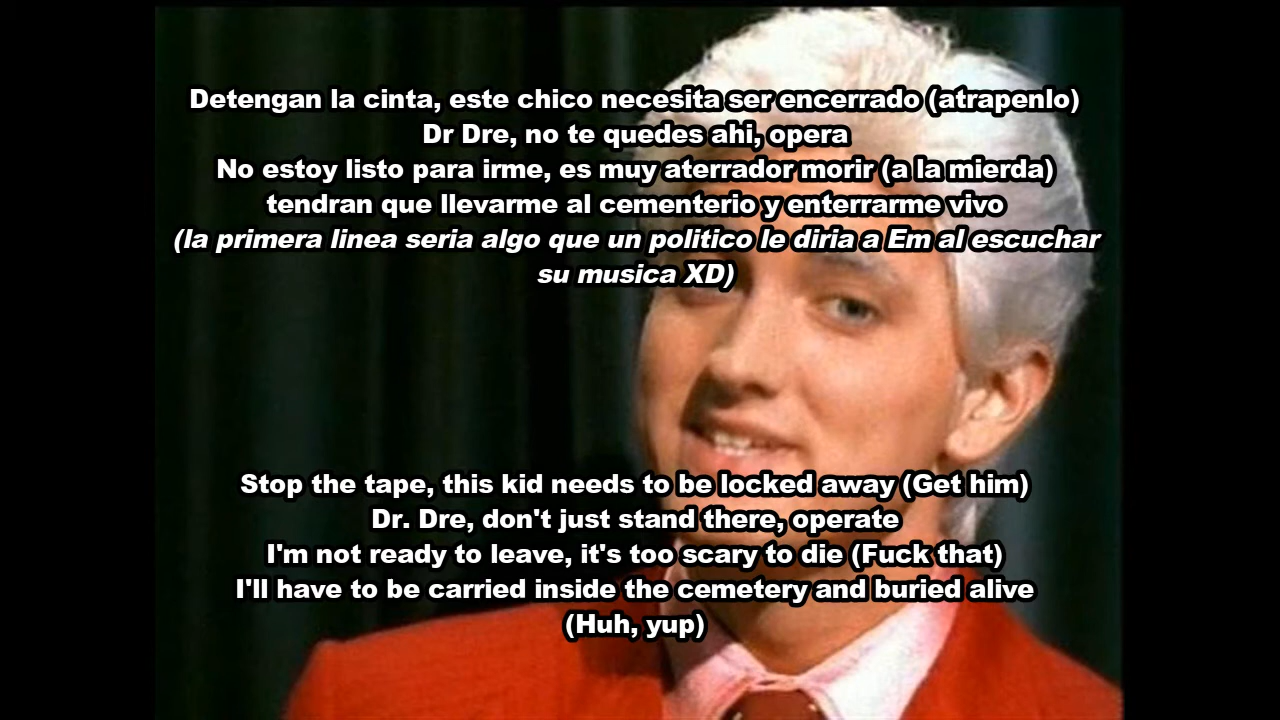 Detengan la cinta, este chico necesita ser encerrado (atrapenlo)
Dr Dre, no te quedes ahi, opera
No estoy listo para irme, es muy aterrador morir (a la mierda)
tendran que llevarme al cementerio y enterrarme vivo
(la primera linea seria algo que un politico le diria a Em al escuchar
su musica XD)
Stop the tape, this kid needs to be locked away (Get him)
Dr. Dre, don't just stand there, operate
I'm not ready to leave, it's too scary to die (Fuck that)
I'll have to be carried inside the cemetery and buried alive
(Huh, yup)